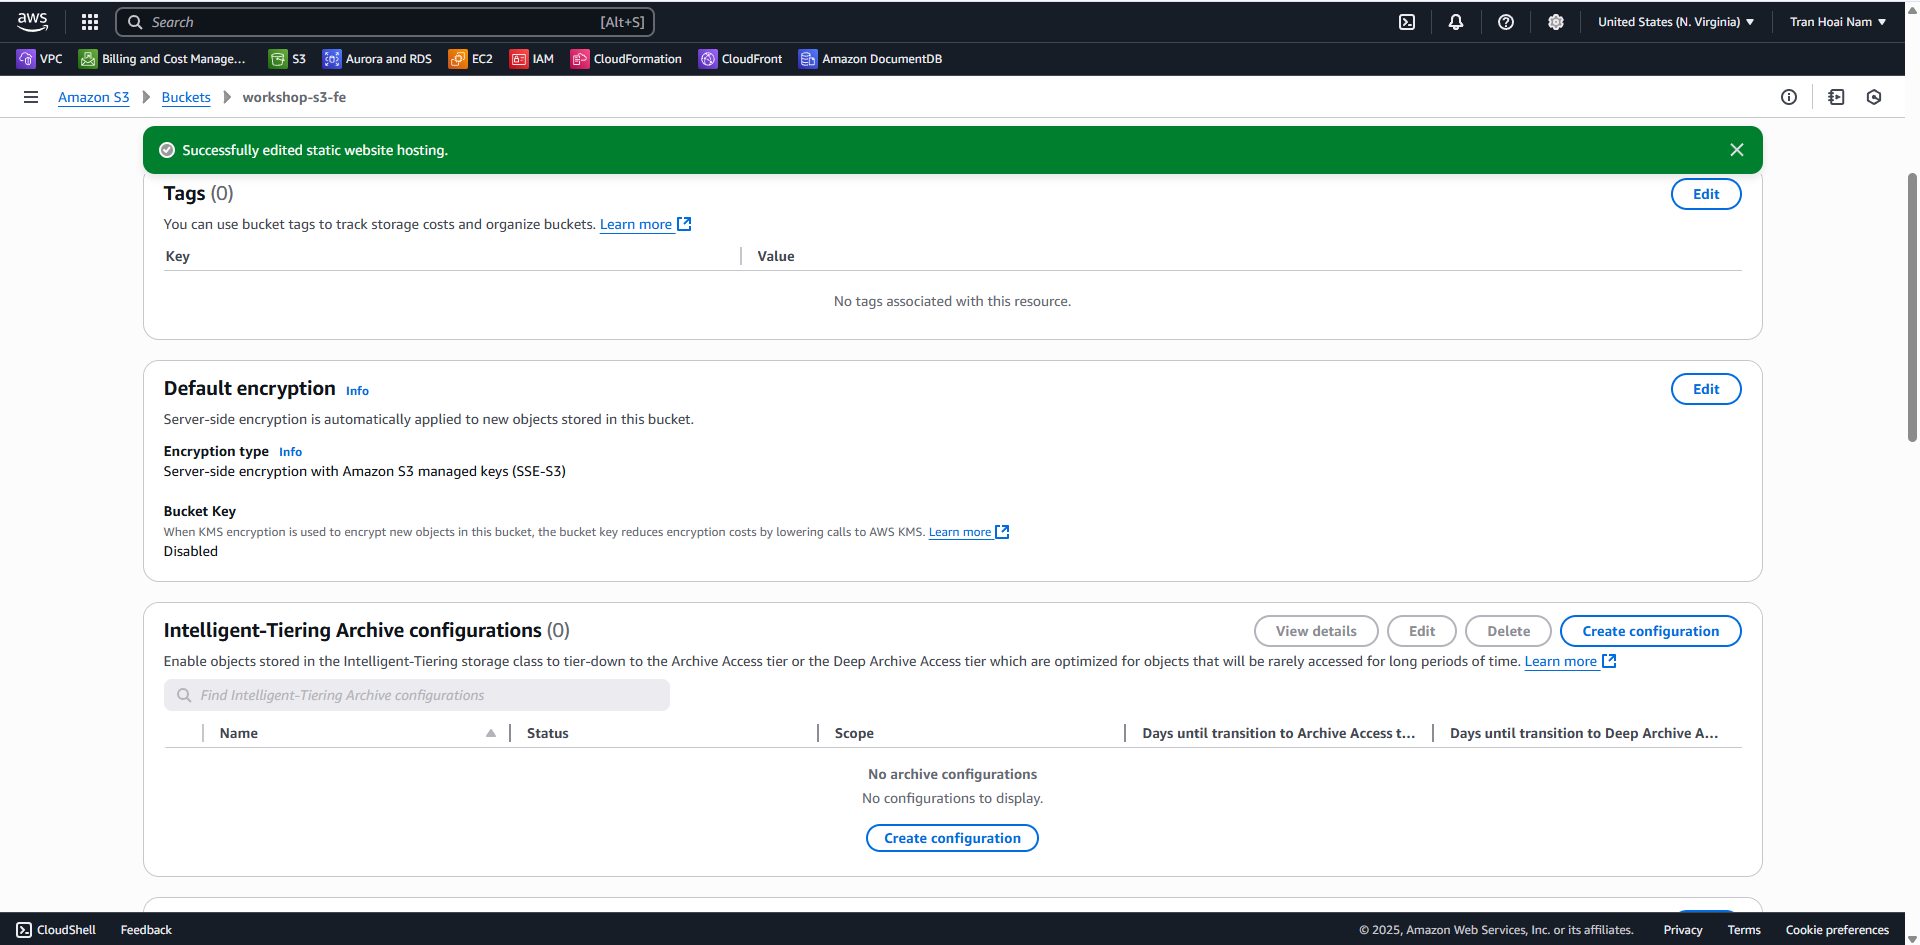 aws
Search [Alt+S]
United States (N. Virginia)
Tran Hoai Nam
VPC
Billing and Cost Manage...
S3
Aurora and RDS
EC2
IAM
CloudFormation
CloudFront
Amazon DocumentDB
Amazon S3
Buckets
workshop-s3-fe
Successfully edited static website hosting.
Tags (0)
Edit
You can use bucket tags to track storage costs and organize buckets. Learn more
Key
Value
No tags associated with this resource.
Default encryption Info
Edit
Server-side encryption is automatically applied to new objects stored in this bucket.
Encryption type Info
Server-side encryption with Amazon S3 managed keys (SSE-S3)
Bucket Key
When KMS encryption is used to encrypt new objects in this bucket, the bucket key reduces encryption costs by lowering calls to AWS KMS. Learn more
Disabled
Intelligent-Tiering Archive configurations (0)
View details
Edit
Delete
Create configuration
Enable objects stored in the Intelligent-Tiering storage class to tier-down to the Archive Access tier or the Deep Archive Access tier which are optimized for objects that will be rarely accessed for long periods of time. Learn more
Find Intelligent-Tiering Archive configurations
Name
Status
Scope
Days until transition to Archive Access t...
Days until transition to Deep Archive A...
No archive configurations
No configurations to display.
Create configuration
CloudShell
Feedback
© 2025, Amazon Web Services, Inc. or its affiliates.
Privacy
Terms
Cookie preferences